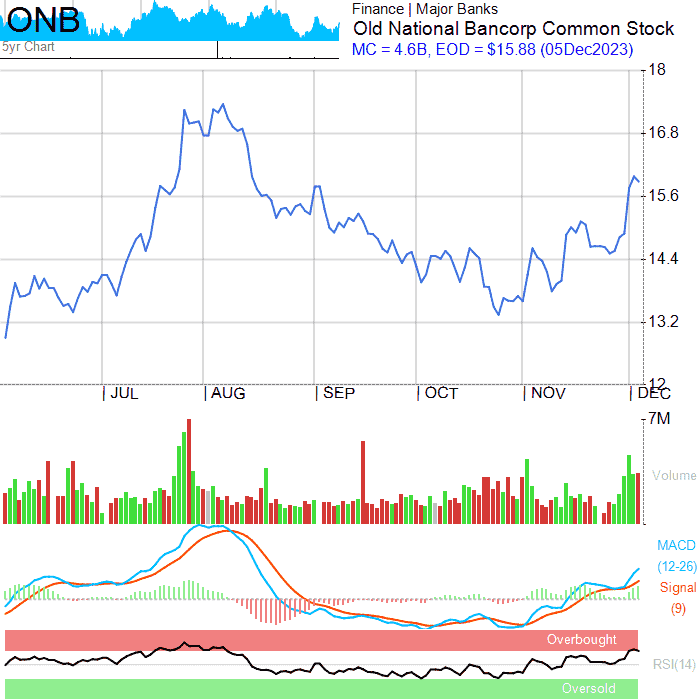 ONB
5yr Chart
Finance | Major Banks
Old National Bancorp Common Stock
MC = 4.6B, EOD = $15.88 (05Dec2023)
18
16.8
15.6
14.4
13.2
12
| JUL | AUG | SEP | OCT | NOV | DEC
7M
Volume
MACD
(12-26)
Signal
(9)
Overbought
RSI(14)
Oversold